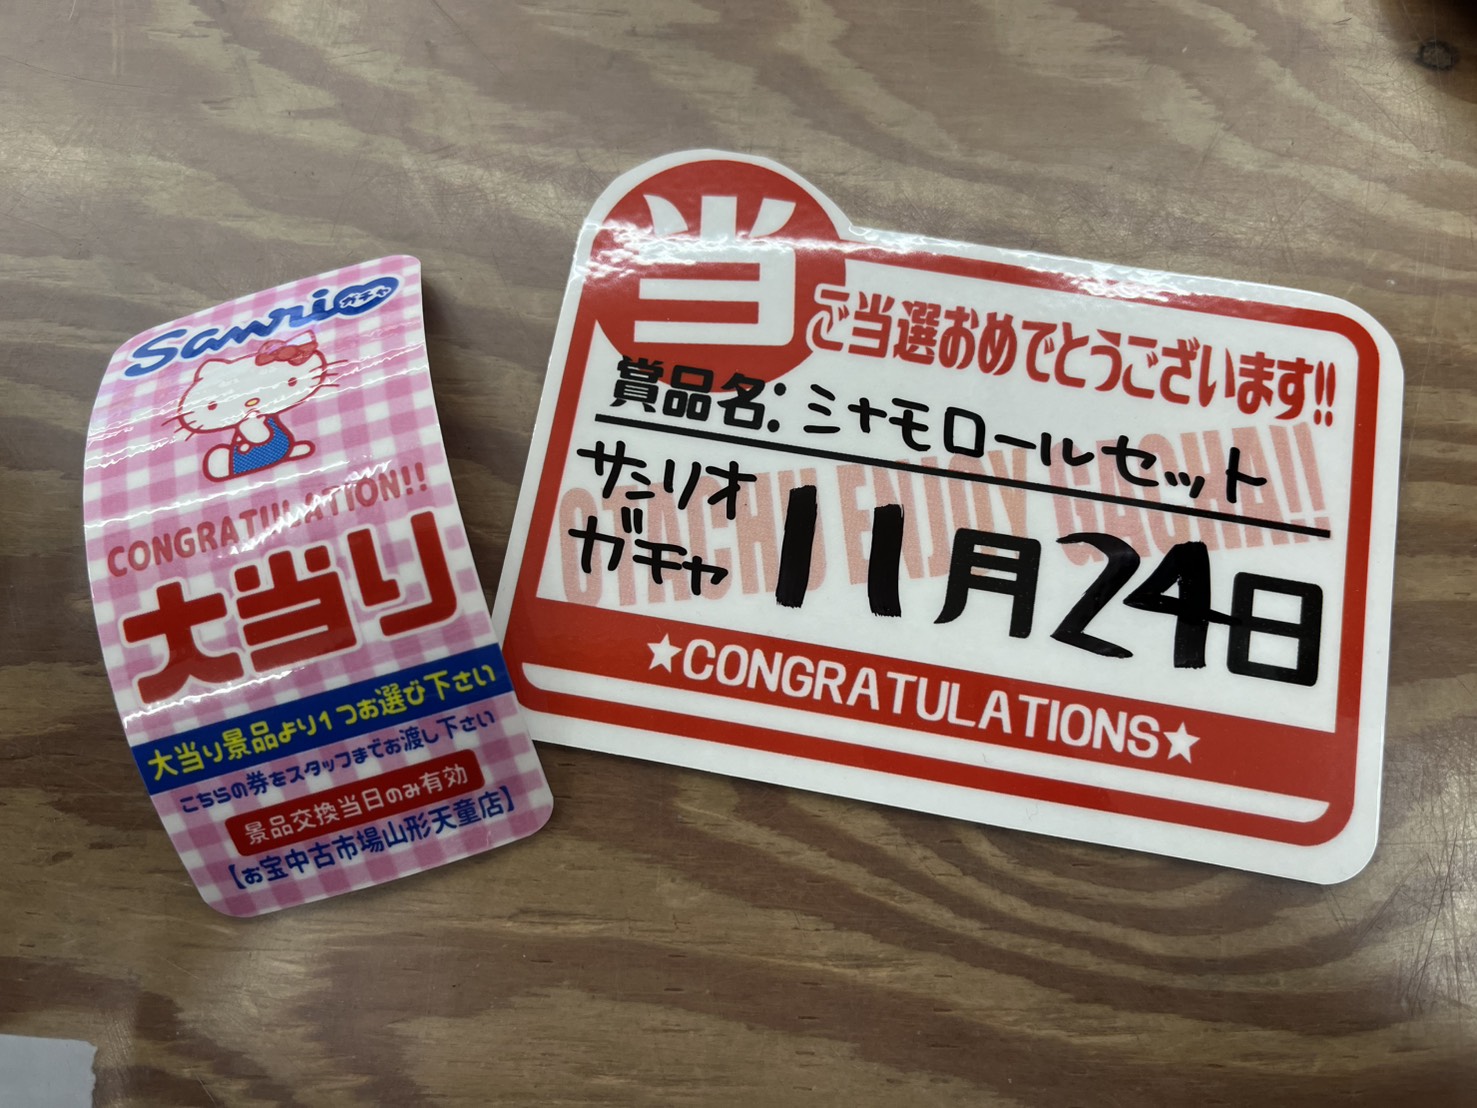 Sanrio
ガチャ
CONGRATULATION!!
大当り
大当り景品より1つお選び下さい
こちらの券をスタッフまでお渡し下さい
景品交換当日のみ有効
【お宝中古市場山形天童店】
当
ご当選おめでとうございます!!
賞品名:シナモロールセット
サンリオ
ガチャ
11月24日
OTACHU ENJOY GACHA!!
★CONGRATULATIONS★